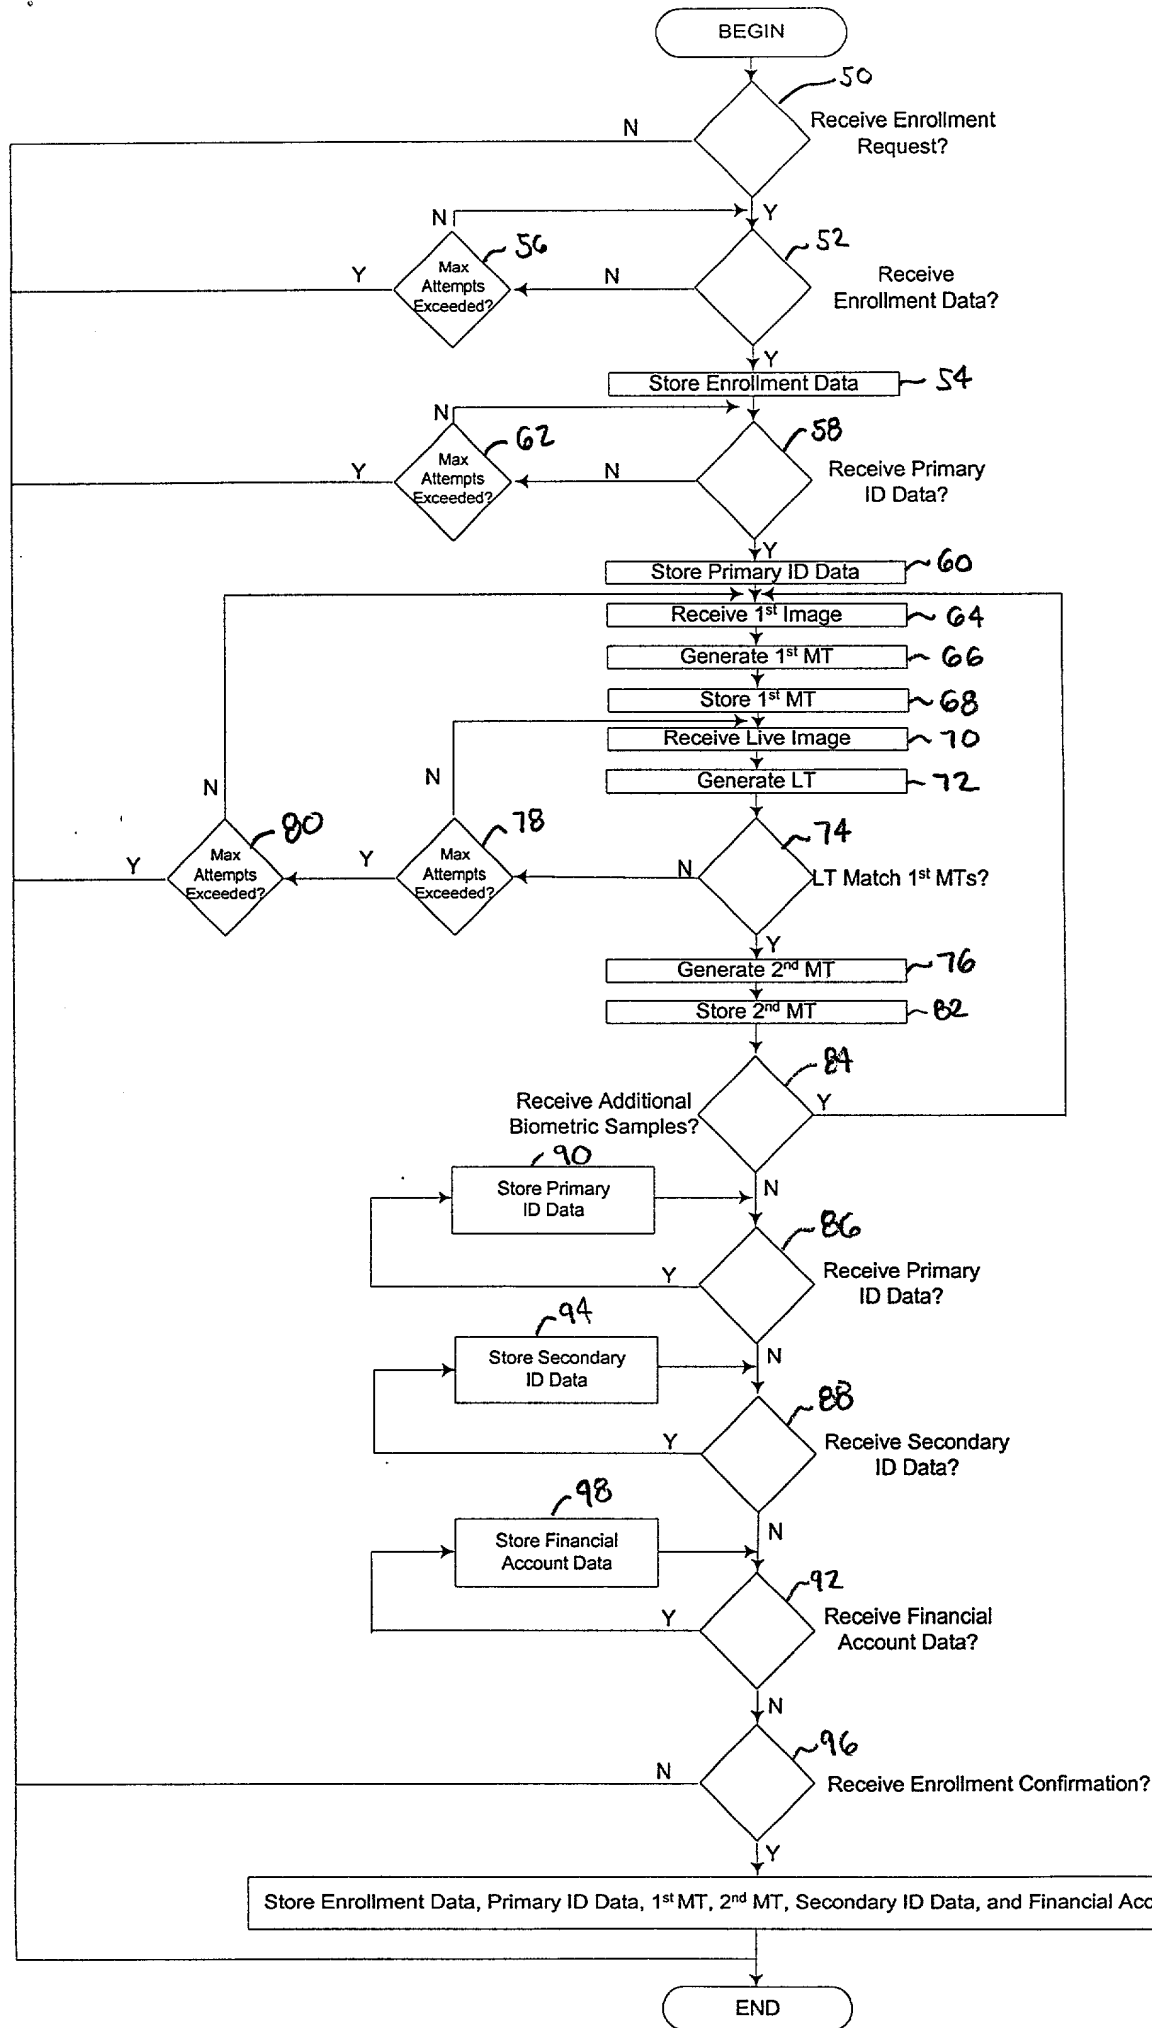 BEGIN
50
Receive Enrollment
Request?
N
Y
N
56
52
Max
Attempts
Exceeded?
Y
N
Receive
Enrollment Data?
Y
Store Enrollment Data
54
N
62
58
Max
Attempts
Exceeded?
Y
N
Receive Primary
ID Data?
Y
Store Primary ID Data
60
Receive 1st Image
64
Generate 1st MT
66
Store 1st MT
68
Receive Live Image
70
Generate LT
72
N
N
80
78
74
Max
Attempts
Exceeded?
Max
Attempts
Exceeded?
Y
Y
N
LT Match 1st MTs?
Y
Generate 2nd MT
76
Store 2nd MT
82
84
Receive Additional
Biometric Samples?
Y
90
N
Store Primary
ID Data
86
Y
Receive Primary
ID Data?
94
N
Store Secondary
ID Data
88
Y
Receive Secondary
ID Data?
98
N
Store Financial
Account Data
92
Y
Receive Financial
Account Data?
N
96
N
Receive Enrollment Confirmation?
Y
Store Enrollment Data, Primary ID Data, 1st MT, 2nd MT, Secondary ID Data, and Financial Acc
END